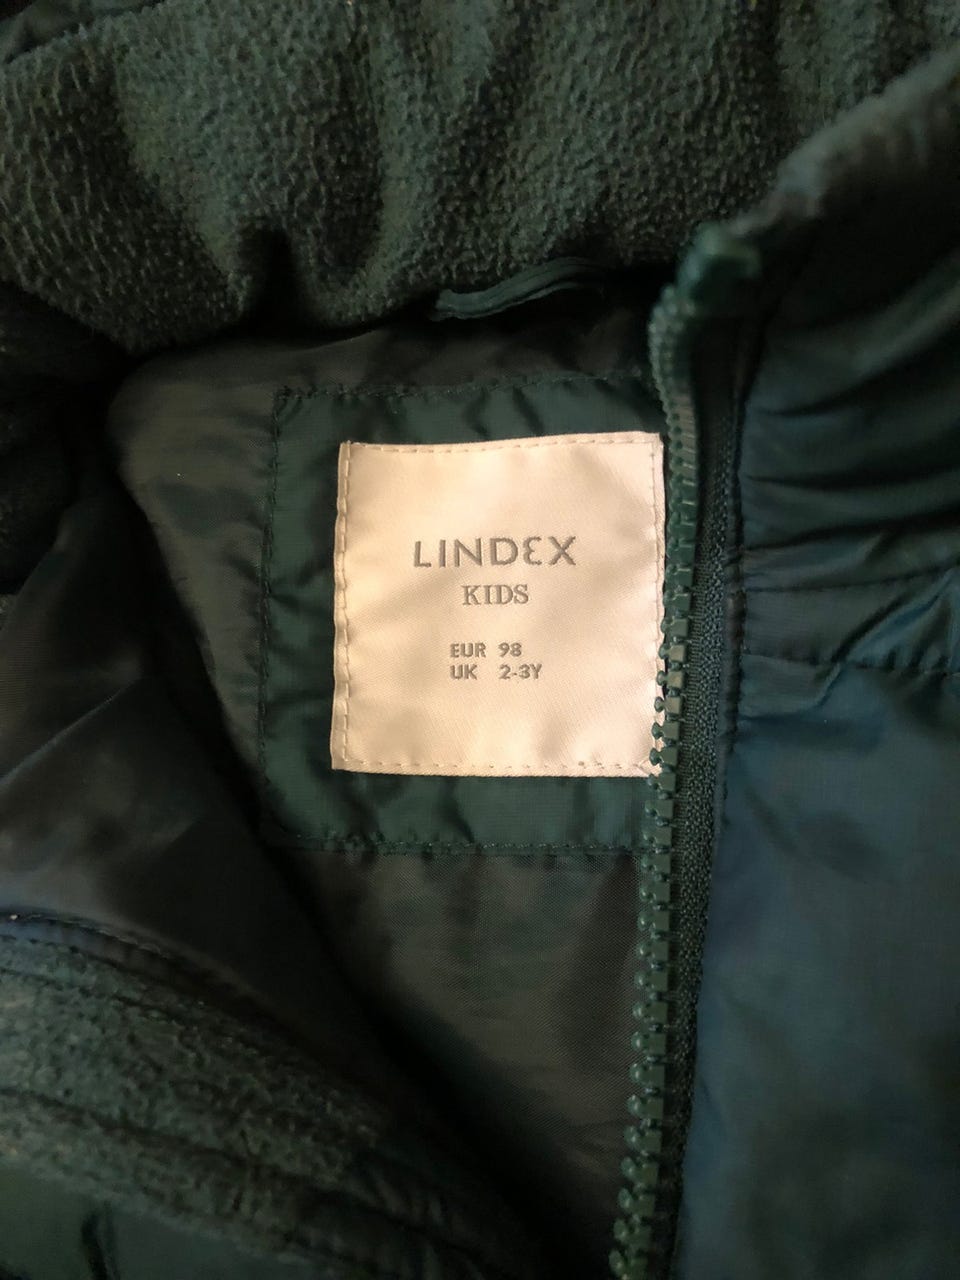 LINDEX
KIDS
EUR 98
UK 2-3Y